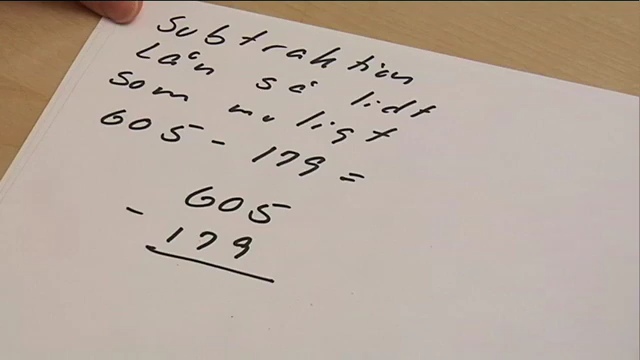 Subtraktion
Lån så lidt
som muligt
605 - 179 =
605
- 179